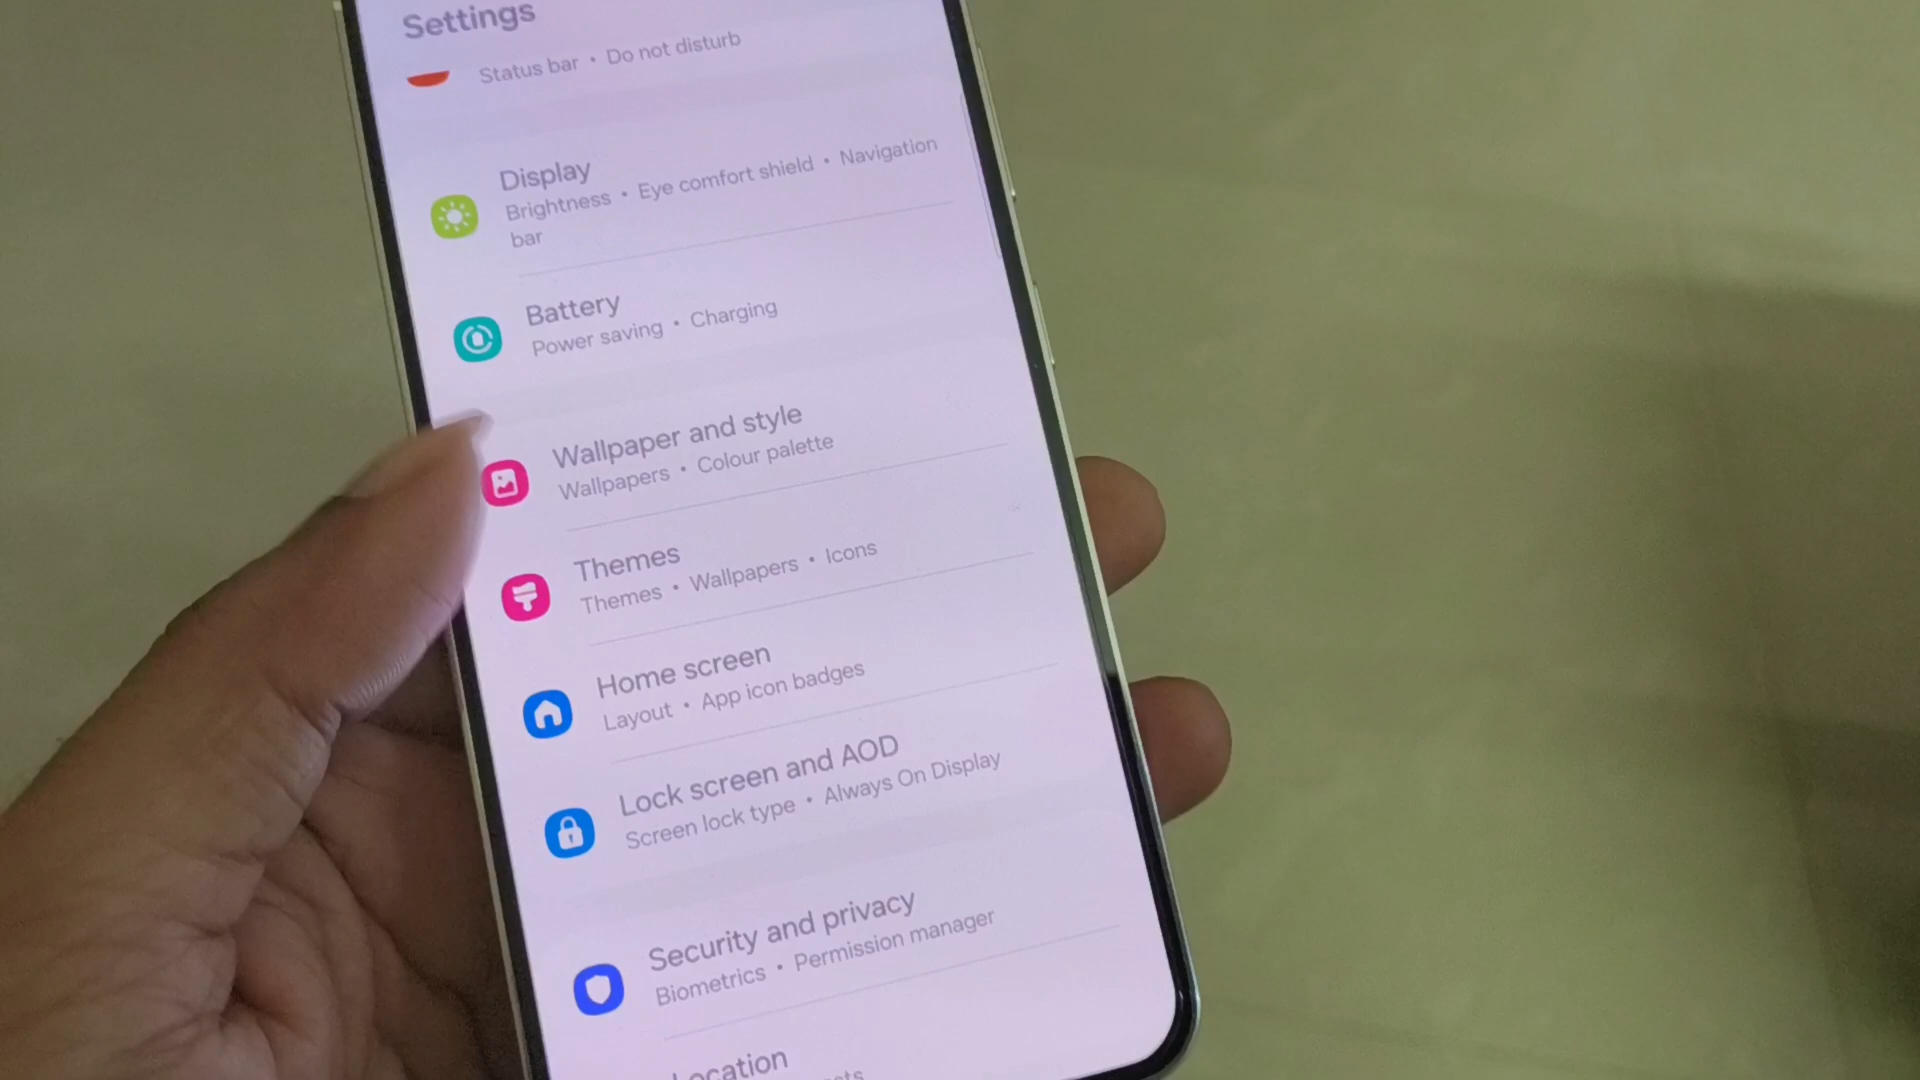 Settings
Status bar • Do not disturb
Display
Brightness • Eye comfort shield • Navigation
bar
Battery
Power saving • Charging
Wallpaper and style
Wallpapers • Colour palette
Themes
Themes • Wallpapers • Icons
Home screen
Layout • App icon badges
Lock screen and AOD
Screen lock type • Always On Display
Security and privacy
Biometrics • Permission manager
Location